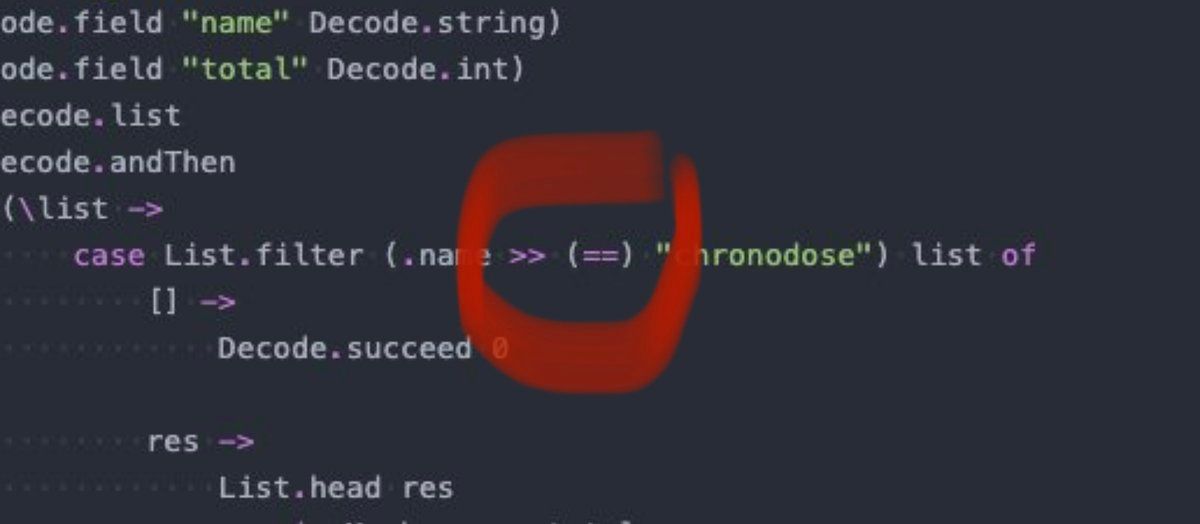 ode.field "name" Decode.string)
ode.field "total" Decode.int)
ecode.list
ecode.andThen
(\list ->
case List.filter (.name >> (==) "chronodose") list of
[] ->
Decode.succeed 0
res ->
List.head res